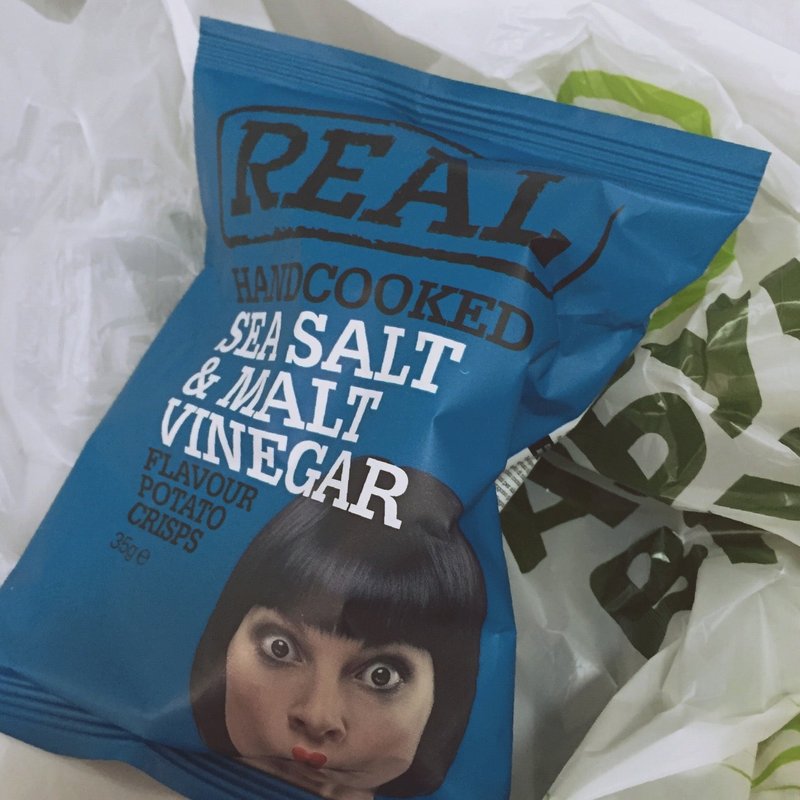 REAL
HANDCOOKED
SEA SALT
& MALT
VINEGAR
FLAVOUR
POTATO
CRISPS
35g e